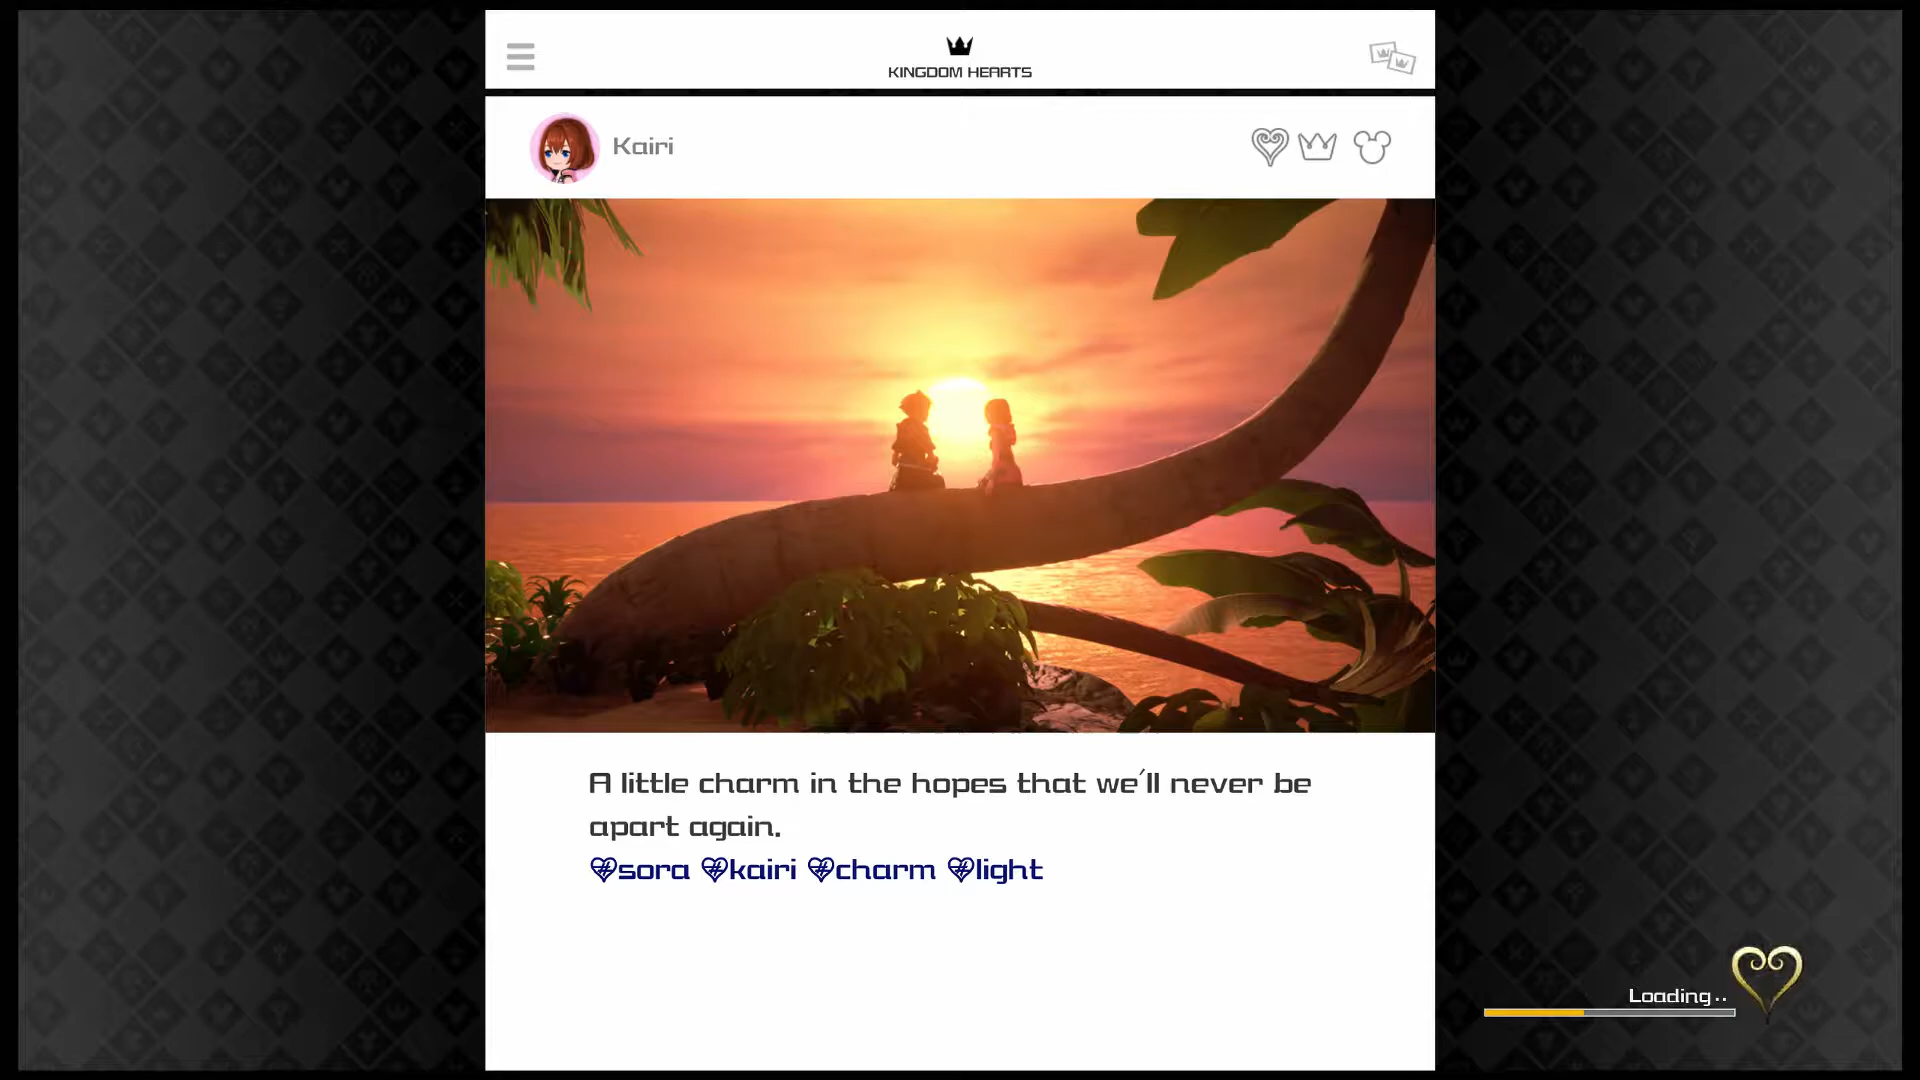 KINGDOM HEARTS
Kairi
A little charm in the hopes that we'll never be
apart again.
#sora #kairi #charm #light
Loading..